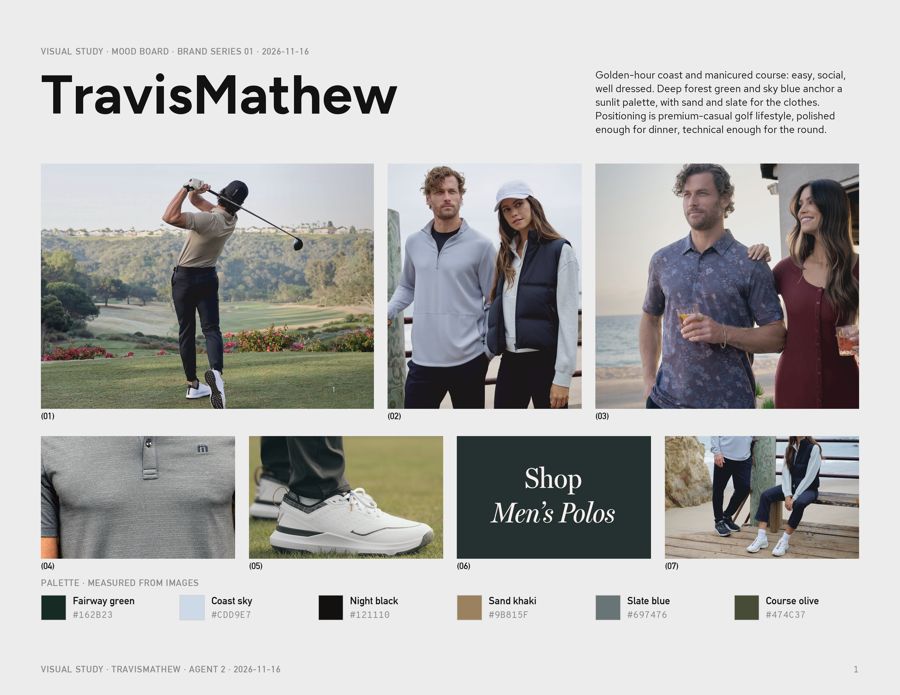 VISUAL STUDY · MOOD BOARD · BRAND SERIES 01 · 2026-11-16
TravisMathew
Golden-hour coast and manicured course: easy, social,
well dressed. Deep forest green and sky blue anchor a
sunlit palette, with sand and slate for the clothes.
Positioning is premium-casual golf lifestyle, polished
enough for dinner, technical enough for the round.
1
(01)
(02)
(03)
Shop
Men's Polos
(04)
(05)
(06)
(07)
PALETTE · MEASURED FROM IMAGES
Fairway green
#162B23
Coast sky
#CDD9E7
Night black
#121110
Sand khaki
#9B815F
Slate blue
#697476
Course olive
#474C37
VISUAL STUDY · TRAVISMATHEW · AGENT 2 · 2026-11-16
1